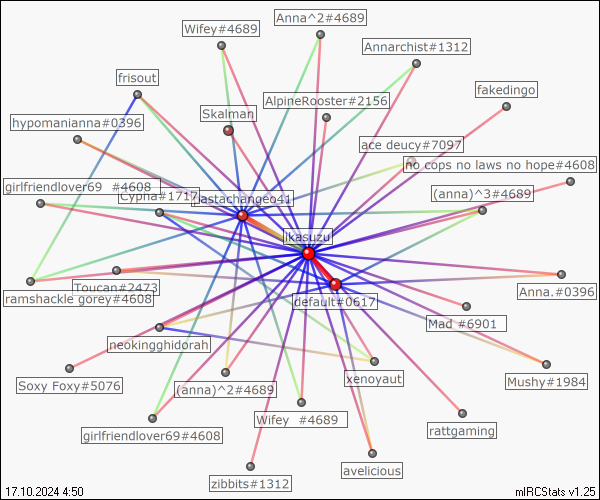 Anna^2#4689
Wifey#4689
Annarchist#1312
frisout
fakedingo
AlpineRooster#2156
Skalman
hypomanianna#0396
ace deucy#7097
no cops no laws no hope#4608
girlfriendlover69 #4608
Cypha#1717
(anna)^3#4689
ikasuzu
Toucan#2473
ramshackle gorey#4608
default#0617
Anna.#0396
Mad #6901
neokingghidorah
Soxy Foxy#5076
(anna)^2#4689
xenoyaut
Mushy#1984
Wifey #4689
rattgaming
girlfriendlover69#4608
avelicious
zibbits#1312
17.10.2024 4:50
mIRCStats v1.25